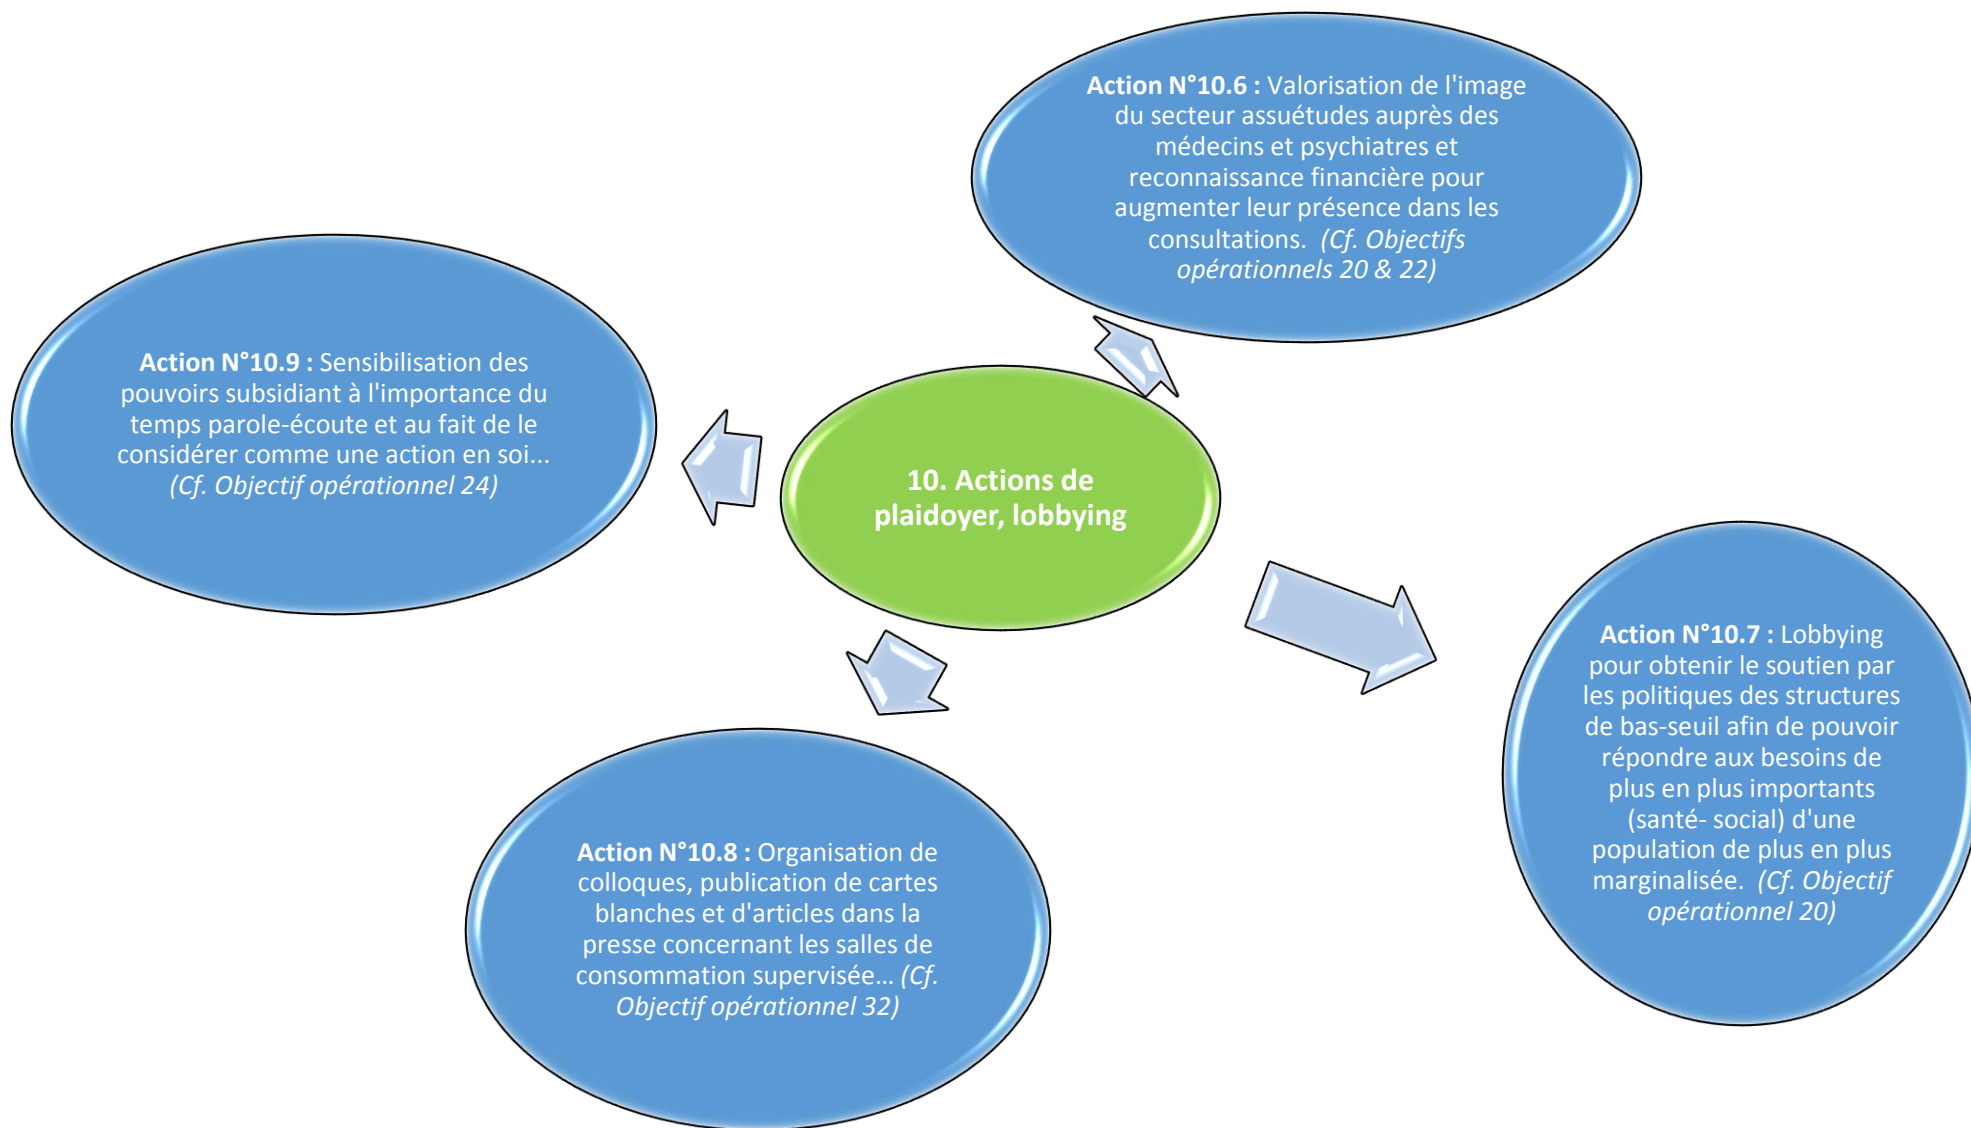 Action N°10.6 : Valorisation de l'image
du secteur assuétudes auprès des
médecins et psychiatres et
reconnaissance financière pour
augmenter leur présence dans les
consultations. (Cf. Objectifs
opérationnels 20 & 22)
Action N°10.9 : Sensibilisation des
pouvoirs subsidiant à l'importance du
temps parole-écoute et au fait de le
considérer comme une action en soi...
(Cf. Objectif opérationnel 24)
10. Actions de
plaidoyer, lobbying
Action N°10.7 : Lobbying
pour obtenir le soutien par
les politiques des structures
de bas-seuil afin de pouvoir
répondre aux besoins de
plus en plus importants
(santé- social) d'une
population de plus en plus
marginalisée. (Cf. Objectif
opérationnel 20)
Action N°10.8 : Organisation de
colloques, publication de cartes
blanches et d'articles dans la
presse concernant les salles de
consommation supervisée... (Cf.
Objectif opérationnel 32)